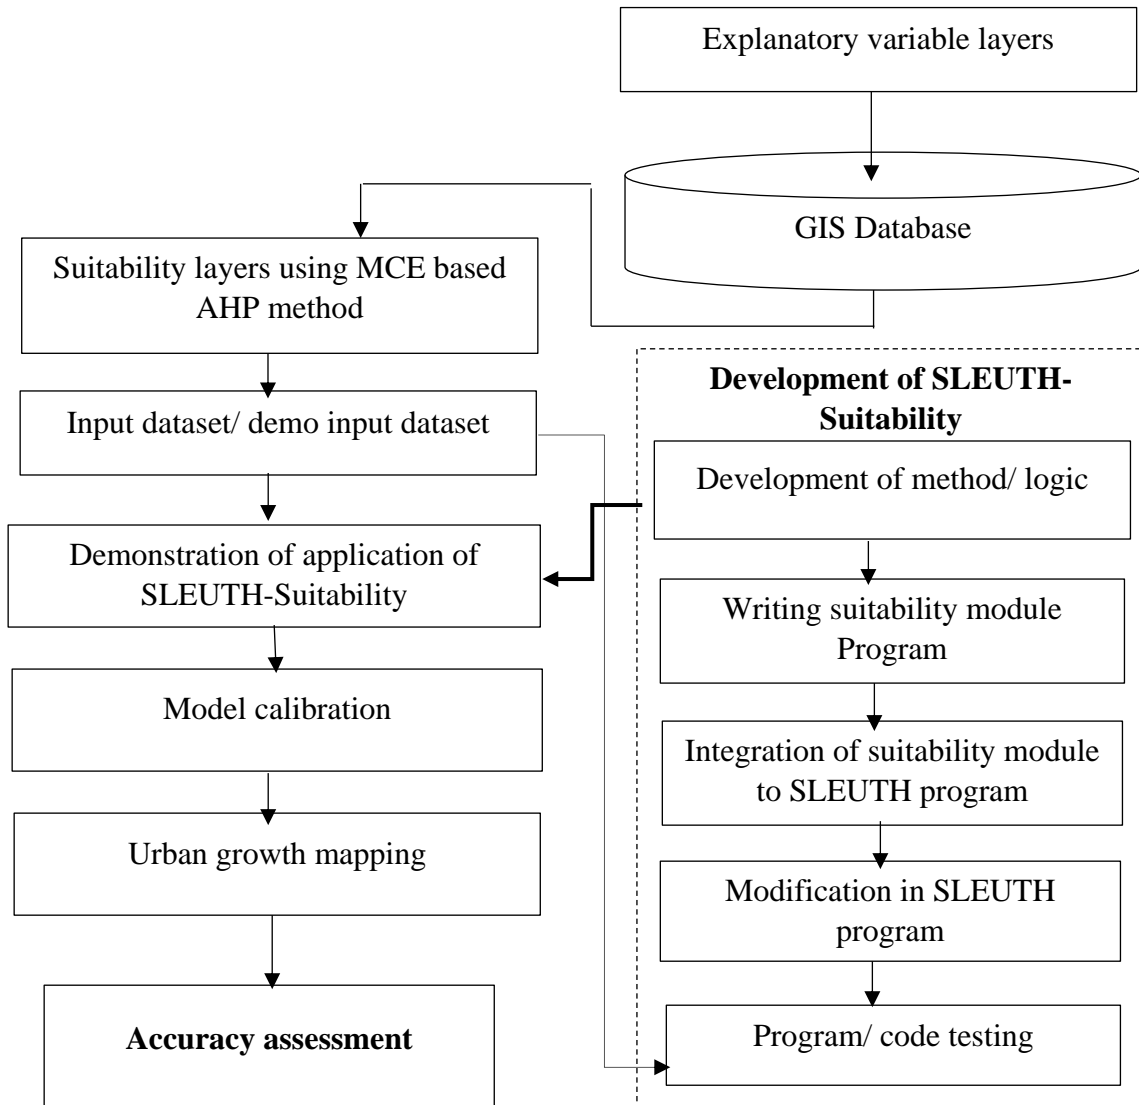 Explanatory variable layers
GIS Database
Suitability layers using MCE based
AHP method
Input dataset/ demo input dataset
Demonstration of application of
SLEUTH-Suitability
Model calibration
Urban growth mapping
Accuracy assessment
Development of SLEUTH-
Suitability
Development of method/ logic
Writing suitability module
Program
Integration of suitability module
to SLEUTH program
Modification in SLEUTH
program
Program/ code testing